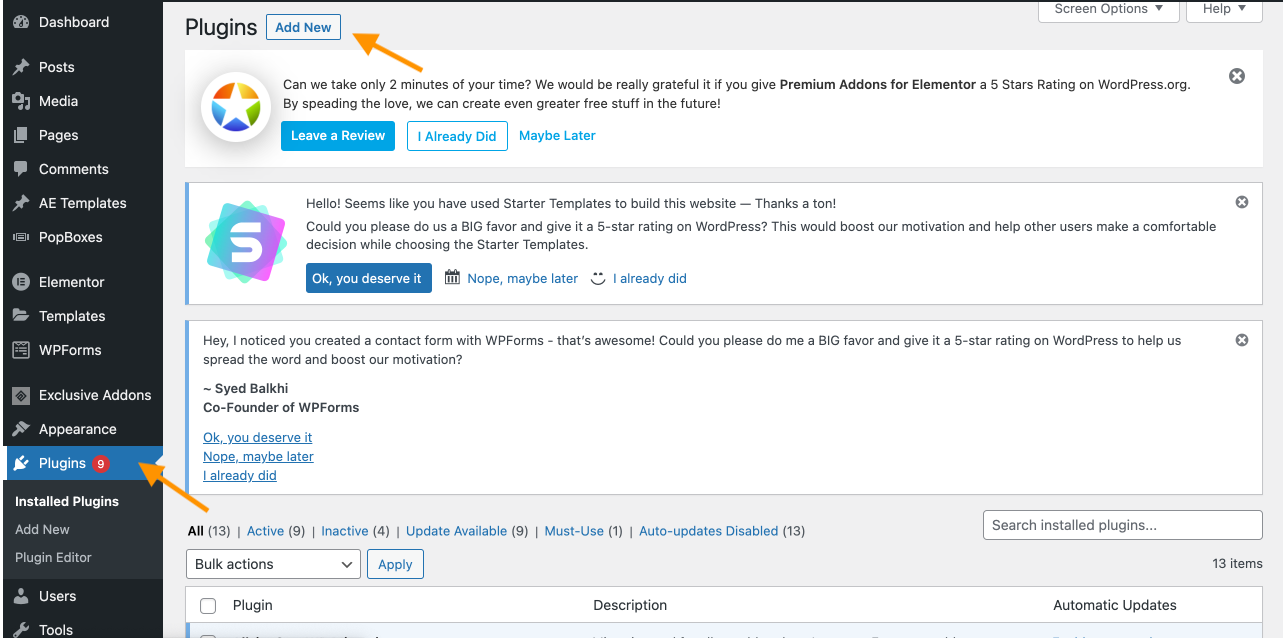 Dashboard
Posts
Media
Pages
Comments
AE Templates
PopBoxes
Elementor
Templates
WPForms
Exclusive Addons
Appearance
Plugins 9
Installed Plugins
Add New
Plugin Editor
Users
Tools
Plugins Add New
Screen Options Help
Can we take only 2 minutes of your time? We would be really grateful it if you give Premium Addons for Elementor a 5 Stars Rating on WordPress.org.
By speading the love, we can create even greater free stuff in the future!
Leave a Review I Already Did Maybe Later
Hello! Seems like you have used Starter Templates to build this website — Thanks a ton!
Could you please do us a BIG favor and give it a 5-star rating on WordPress? This would boost our motivation and help other users make a comfortable
decision while choosing the Starter Templates.
Ok, you deserve it Nope, maybe later I already did
Hey, I noticed you created a contact form with WPForms - that's awesome! Could you please do me a BIG favor and give it a 5-star rating on WordPress to help us
spread the word and boost our motivation?
~ Syed Balkhi
Co-Founder of WPForms
Ok, you deserve it
Nope, maybe later
I already did
All (13) | Active (9) | Inactive (4) | Update Available (9) | Must-Use (1) | Auto-updates Disabled (13)
Search installed plugins...
Bulk actions Apply
13 items
Plugin Description Automatic Updates